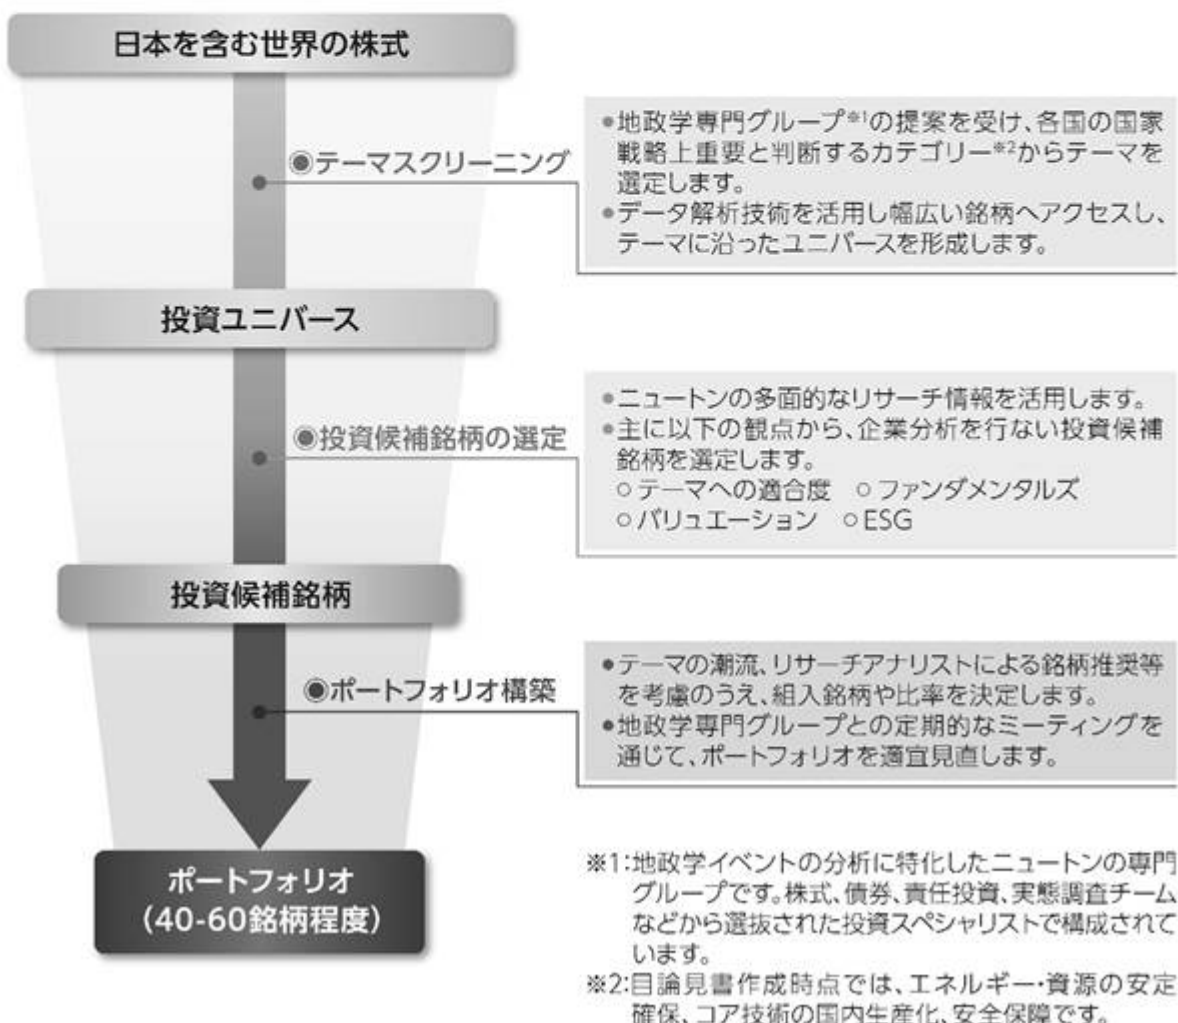 日本を含む世界の株式
◉テーマスクリーニング
●地政学専門グループ※1の提案を受け、各国の国家
戦略上重要と判断するカテゴリー※2からテーマを
選定します。
●データ解析技術を活用し幅広い銘柄へアクセスし、
テーマに沿ったユニバースを形成します。
投資ユニバース
◉投資候補銘柄の選定
●ニュートンの多面的なリサーチ情報を活用します。
●主に以下の観点から、企業分析を行ない投資候補
銘柄を選定します。
○テーマへの適合度 ○ファンダメンタルズ
○バリュエーション ○ESG
投資候補銘柄
◉ポートフォリオ構築
●テーマの潮流、リサーチアナリストによる銘柄推奨等
を考慮のうえ、組入銘柄や比率を決定します。
●地政学専門グループとの定期的なミーティングを
通じて、ポートフォリオを適宜見直します。
ポートフォリオ
(40-60銘柄程度)
※1:地政学イベントの分析に特化したニュートンの専門
グループです。株式、債券、責任投資、実態調査チーム
などから選抜された投資スペシャリストで構成されて
います。
※2:目論見書作成時点では、エネルギー・資源の安定
確保、コア技術の国内生産化、安全保障です。